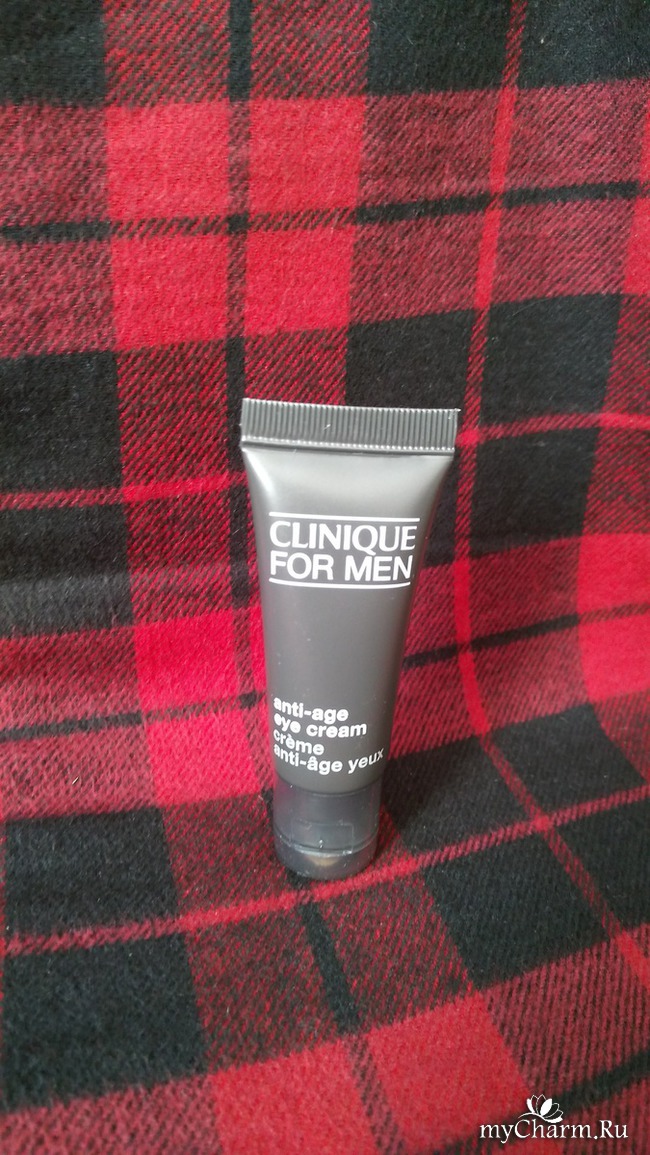 CLINIQUE
FOR MEN
anti-age
eye cream
crème
anti-âge yeux
myCharm.Ru